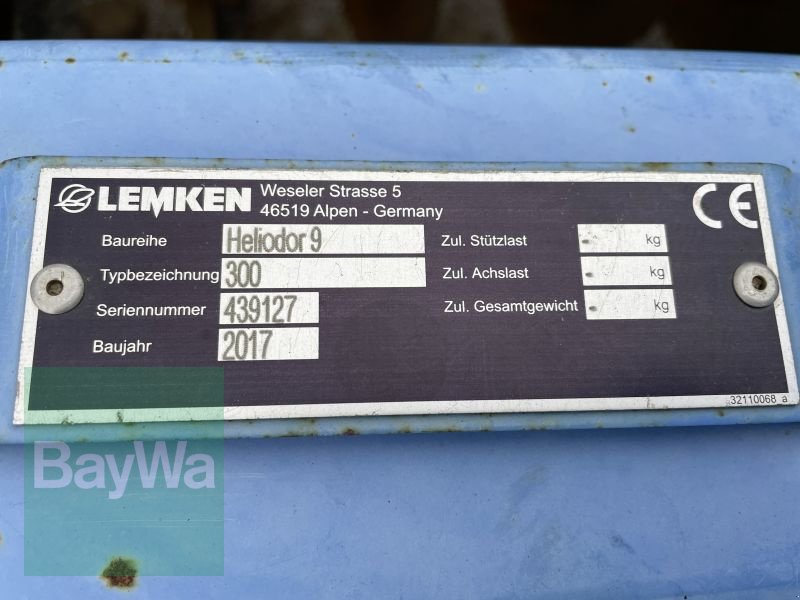 LEMKEN
Weseler Strasse 5
46519 Alpen - Germany
CE
Baureihe Heliodor 9 Zul. Stützlast - kg
Typbezeichnung 300 Zul. Achslast - kg
Seriennummer 439127 Zul. Gesamtgewicht - kg
Baujahr 2017
32110068 a
BayWa